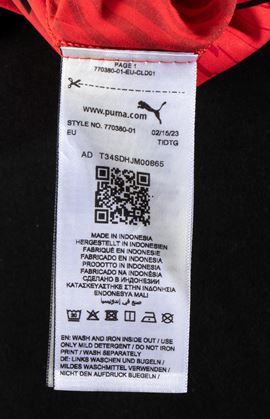 PAGE 1
770380-01-EU-CLD01
www.puma.com
STYLE NO. 770380-01 02/15/23
EU TIDTG
AD T34SDHJM00865
MADE IN INDONESIA
HERGESTELLT IN INDONESIEN
FABRIQUÉ EN INDONÉSIE
FABRICADO EN INDONESIA
PRODOTTO IN INDONESIA
FABRICADO NA INDONÉSIA
СДЕЛАНО В ИНДОНЕЗИИ
ΚΑΤΑΣΚΕΥΑΣΤΗΚΕ ΣΤΗΝ ΙΝΔΟΝΗΣΙΑ
ENDONESYA MALI
صنع في إندونيسيا
EN: WASH AND IRON INSIDE OUT / USE
ONLY MILD DETERGENT / DO NOT IRON
PRINT / WASH SEPARATELY
DE: LINKS WASCHEN UND BÜGELN /
MILDES WASCHMITTEL VERWENDEN /
NICHT DEN AUFDRUCK BÜGELN /